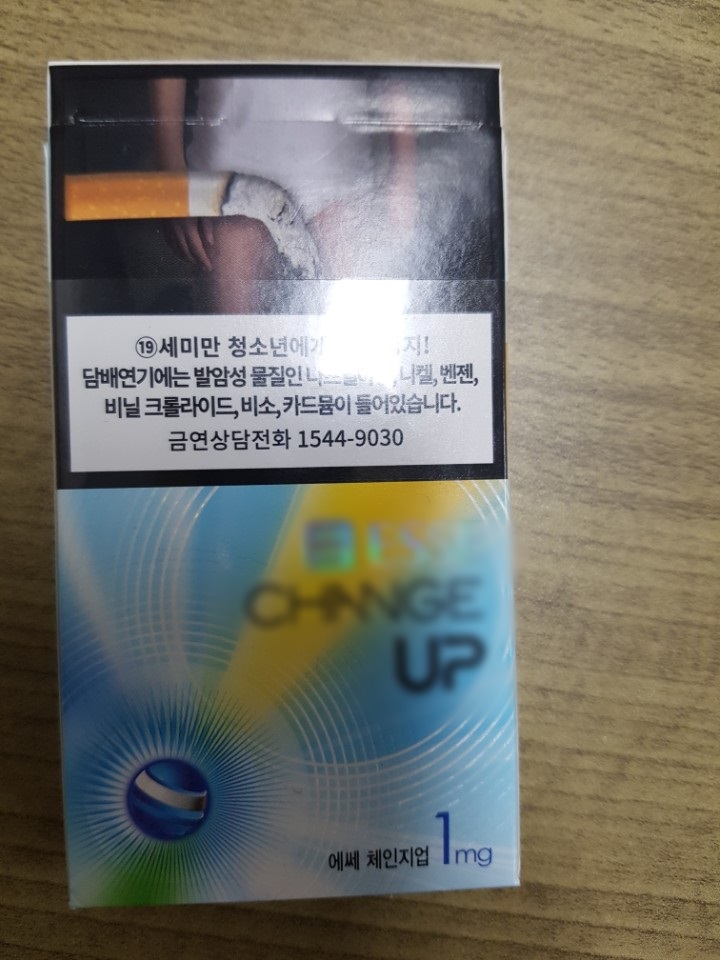 ⑲세미만 청소년에게
담배연기에는 발암성 물질인 니켈, 벤젠,
비닐 크롤라이드, 비소, 카드뮴이 들어있습니다.
금연상담전화 1544-9030
ESSE
CHANGE
UP
에쎄 체인지업 1mg